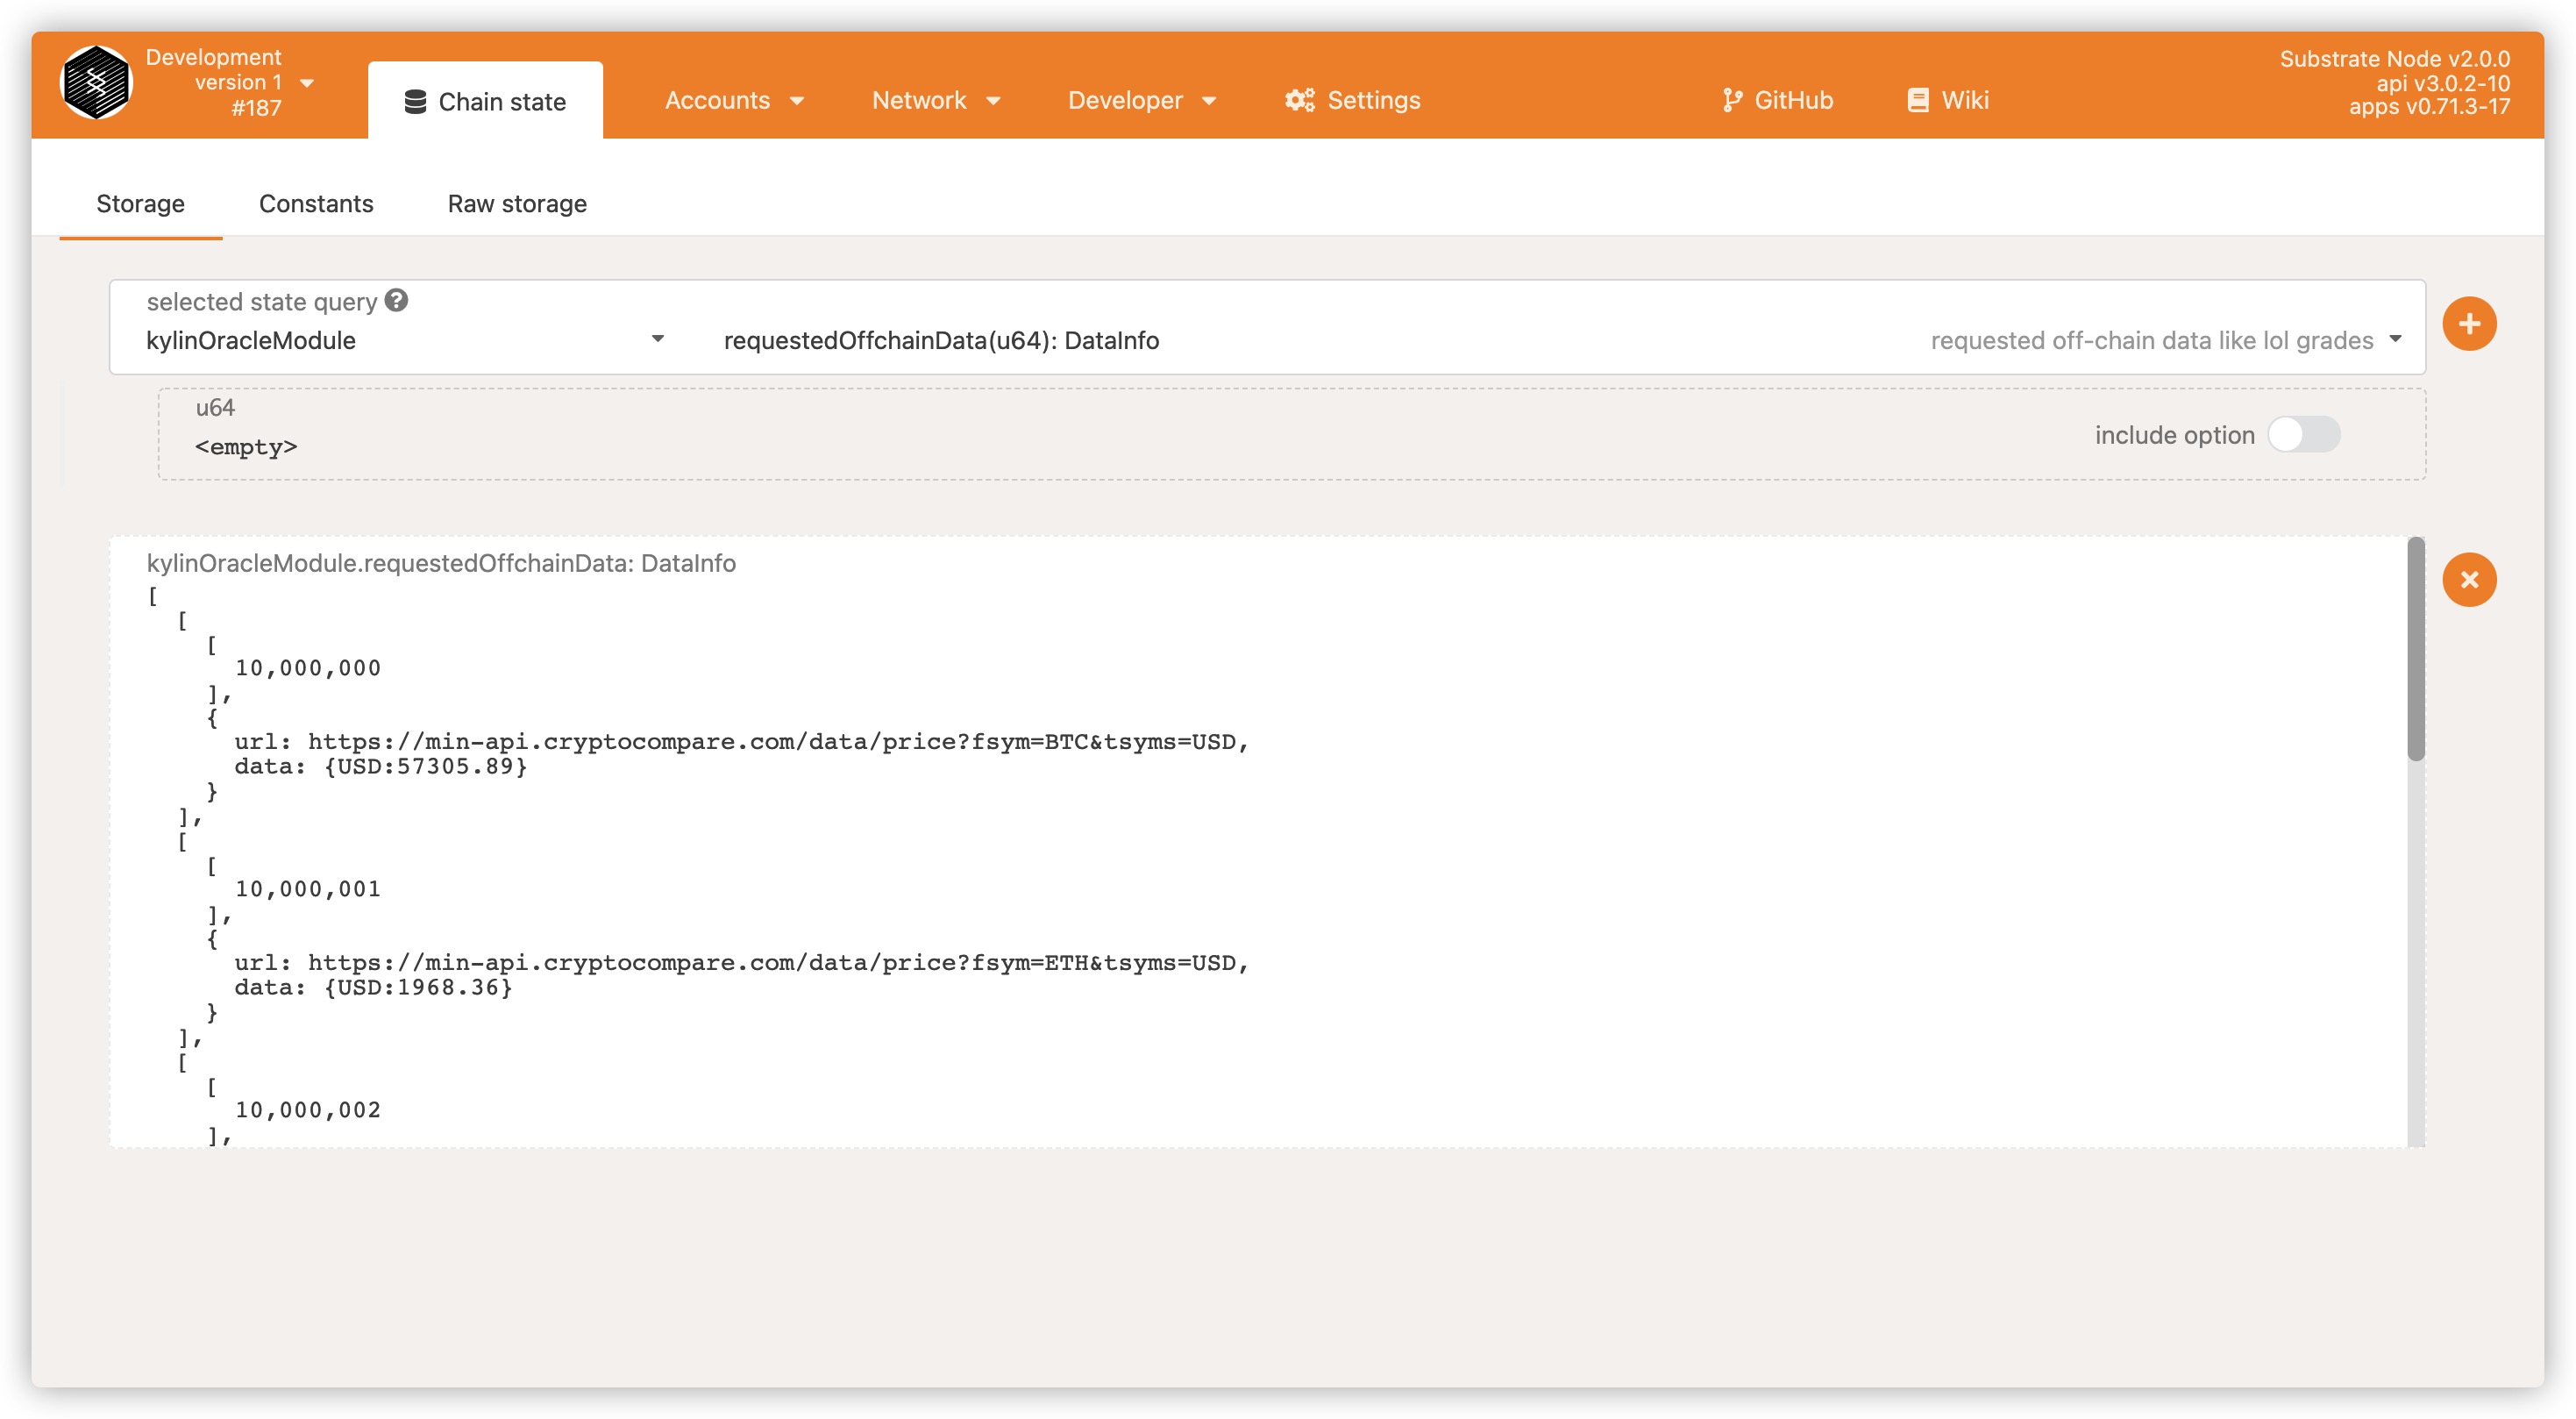 Development
version 1
#187
Chain state
Accounts
Network
Developer
Settings
GitHub
Wiki
Substrate Node v2.0.0
api v3.0.2-10
apps v0.71.3-17
Storage
Constants
Raw storage
selected state query
kylinOracleModule
requestedOffchainData(u64): DataInfo
requested off-chain data like lol grades
u64
<empty>
include option
kylinOracleModule.requestedOffchainData: DataInfo
[
[
[
10,000,000
],
{
url: https://min-api.cryptocompare.com/data/price?fsym=BTC&tsyms=USD,
data: {USD:57305.89}
}
],
[
[
10,000,001
],
{
url: https://min-api.cryptocompare.com/data/price?fsym=ETH&tsyms=USD,
data: {USD:1968.36}
}
],
[
[
10,000,002
],